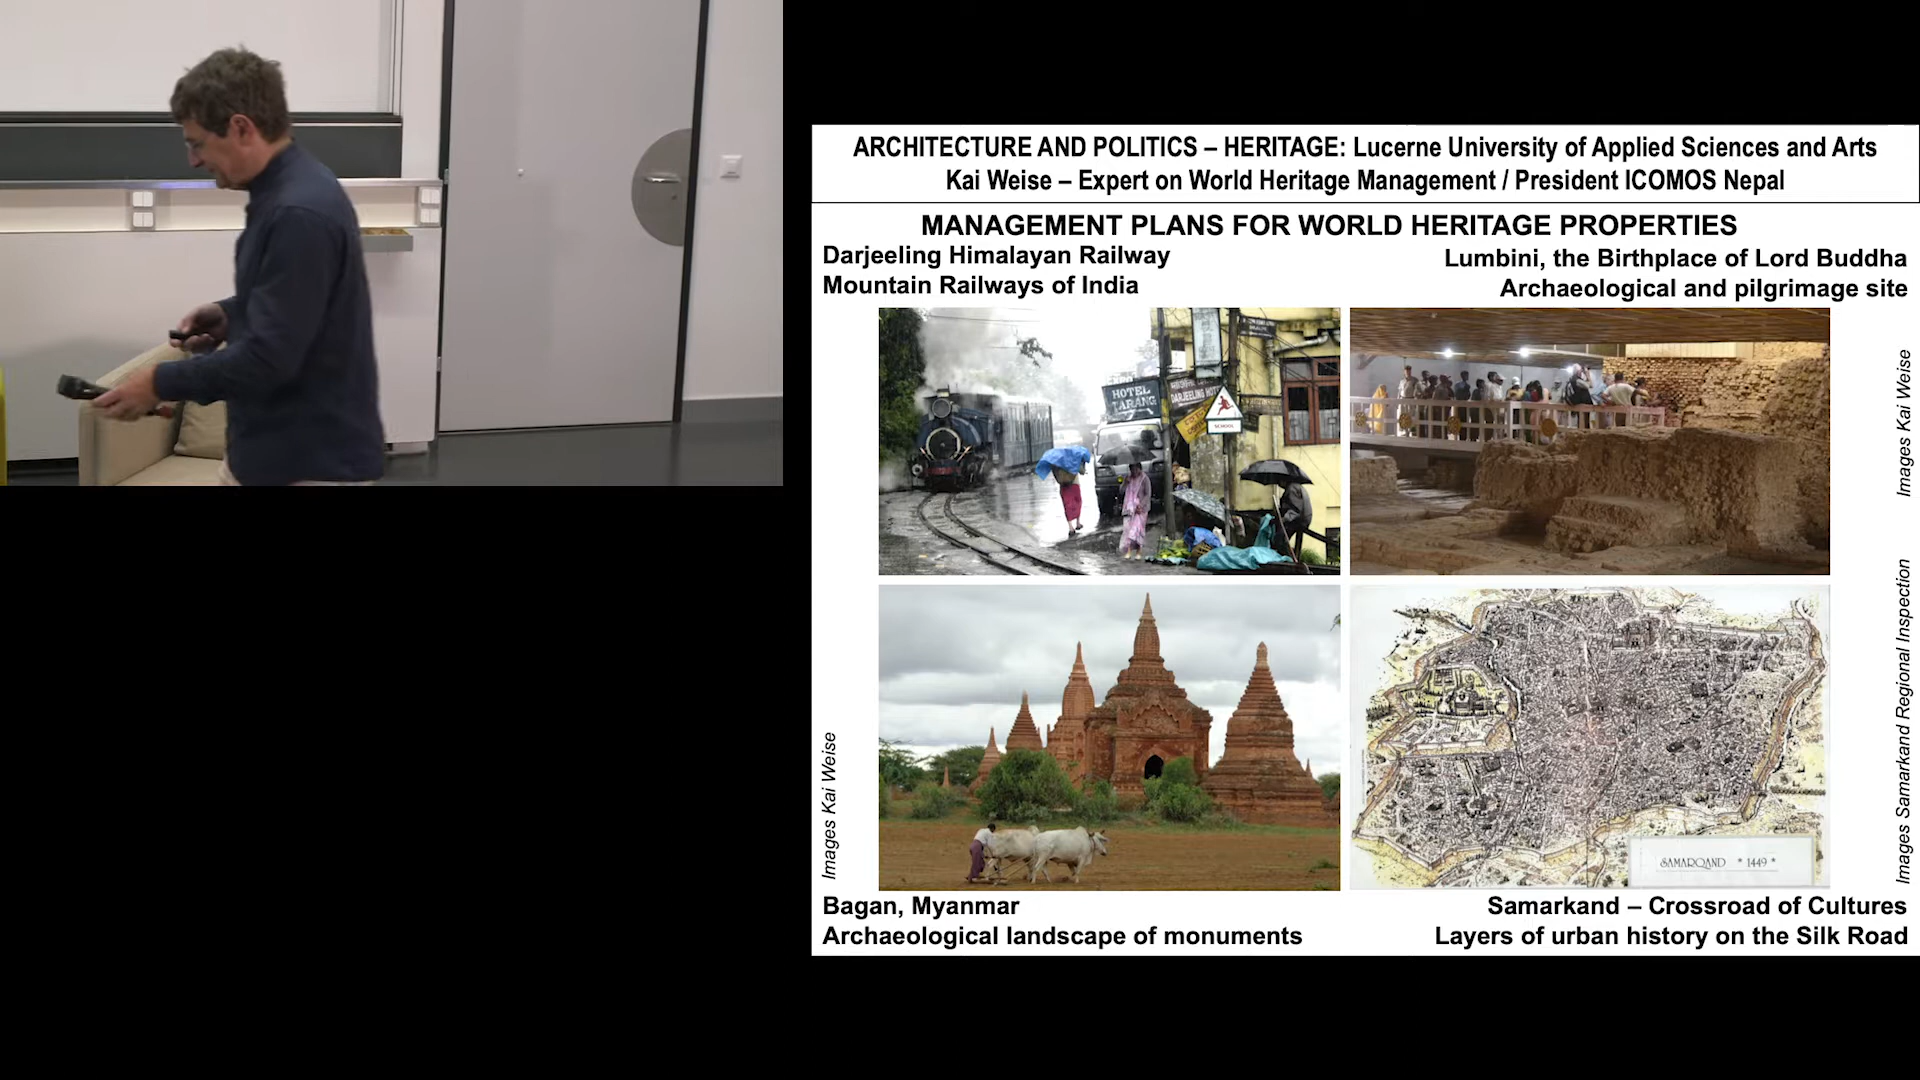 ARCHITECTURE AND POLITICS – HERITAGE: Lucerne University of Applied Sciences and Arts
Kai Weise – Expert on World Heritage Management / President ICOMOS Nepal
MANAGEMENT PLANS FOR WORLD HERITAGE PROPERTIES
Darjeeling Himalayan Railway
Mountain Railways of India
Lumbini, the Birthplace of Lord Buddha
Archaeological and pilgrimage site
HOTEL
TARANG
DARJEELING HOTEL
SCHOOL
Images Kai Weise
Images Kai Weise
Images Samarkand Regional Inspection
SAMARQAND * 1449 *
Bagan, Myanmar
Archaeological landscape of monuments
Samarkand – Crossroad of Cultures
Layers of urban history on the Silk Road